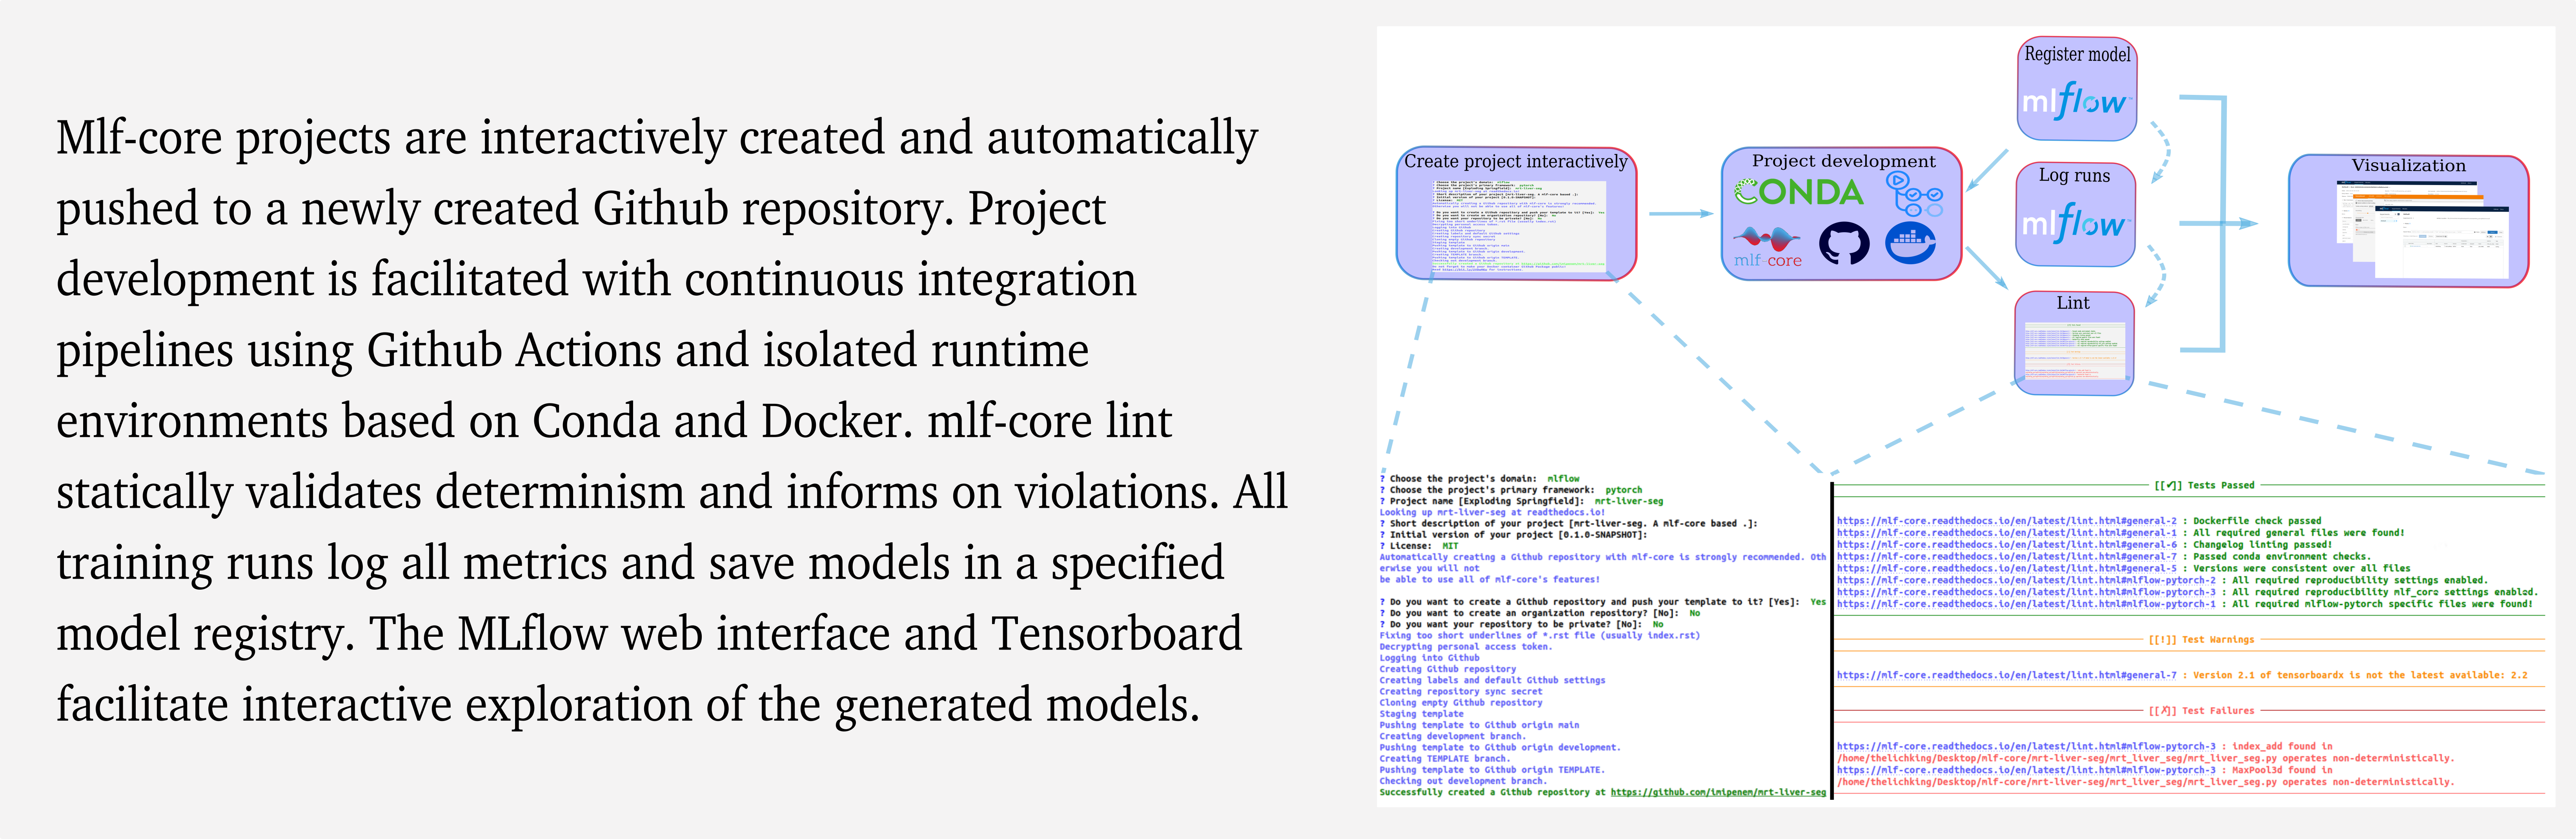 Mlf-core projects are interactively created and automatically
pushed to a newly created Github repository. Project
development is facilitated with continuous integration
pipelines using Github Actions and isolated runtime
environments based on Conda and Docker. mlf-core lint
statically validates determinism and informs on violations. All
training runs log all metrics and save models in a specified
model registry. The MLflow web interface and Tensorboard
facilitate interactive exploration of the generated models.
Create project interactively
Project development
CONDA
mlf-core
Register model
mlflow
Log runs
mlflow
Lint
Visualization
? Choose the project's domain: mlflow
? Choose the project's primary framework: pytorch
? Project name [Exploding Springfield]: mrt-liver-seg
Looking up mrt-liver-seg at readthedocs.io!
? Short description of your project [mrt-liver-seg. A mlf-core based .]:
? Initial version of your project [0.1.0-SNAPSHOT]:
? License: MIT
Automatically creating a Github repository with mlf-core is strongly recommended. Oth
erwise you will not
be able to use all of mlf-core's features!
? Do you want to create a Github repository and push your template to it? [Yes]: Yes
? Do you want to create an organization repository? [No]: No
? Do you want your repository to be private? [No]: No
Fixing too short underlines of *.rst file (usually index.rst)
Decrypting personal access token.
Logging into Github
Creating Github repository
Creating labels and default Github settings
Creating repository sync secret
Cloning empty Github repository
Staging template
Pushing template to Github origin main
Creating development branch.
Pushing template to Github origin development.
Creating TEMPLATE branch.
Pushing template to Github origin TEMPLATE.
Checking out development branch.
Successfully created a Github repository at https://github.com/imipenem/mrt-liver-seg
[[✔]] Tests Passed
https://mlf-core.readthedocs.io/en/latest/lint.html#general-2 : Dockerfile check passed
https://mlf-core.readthedocs.io/en/latest/lint.html#general-1 : All required general files were found!
https://mlf-core.readthedocs.io/en/latest/lint.html#general-6 : Changelog linting passed!
https://mlf-core.readthedocs.io/en/latest/lint.html#general-7 : Passed conda environment checks.
https://mlf-core.readthedocs.io/en/latest/lint.html#general-5 : Versions were consistent over all files
https://mlf-core.readthedocs.io/en/latest/lint.html#mlflow-pytorch-2 : All required reproducibility settings enabled.
https://mlf-core.readthedocs.io/en/latest/lint.html#mlflow-pytorch-3 : All required reproducibility mlf_core settings enabled.
https://mlf-core.readthedocs.io/en/latest/lint.html#mlflow-pytorch-1 : All required mlflow-pytorch specific files were found!
[[!]] Test Warnings
https://mlf-core.readthedocs.io/en/latest/lint.html#general-7 : Version 2.1 of tensorboardx is not the latest available: 2.2
[[✗]] Test Failures
https://mlf-core.readthedocs.io/en/latest/lint.html#mlflow-pytorch-3 : index_add found in
/home/thelichking/Desktop/mlf-core/mrt-liver-seg/mrt_liver_seg/mrt_liver_seg.py operates non-deterministically.
https://mlf-core.readthedocs.io/en/latest/lint.html#mlflow-pytorch-3 : MaxPool3d found in
/home/thelichking/Desktop/mlf-core/mrt-liver-seg/mrt_liver_seg/mrt_liver_seg.py operates non-deterministically.